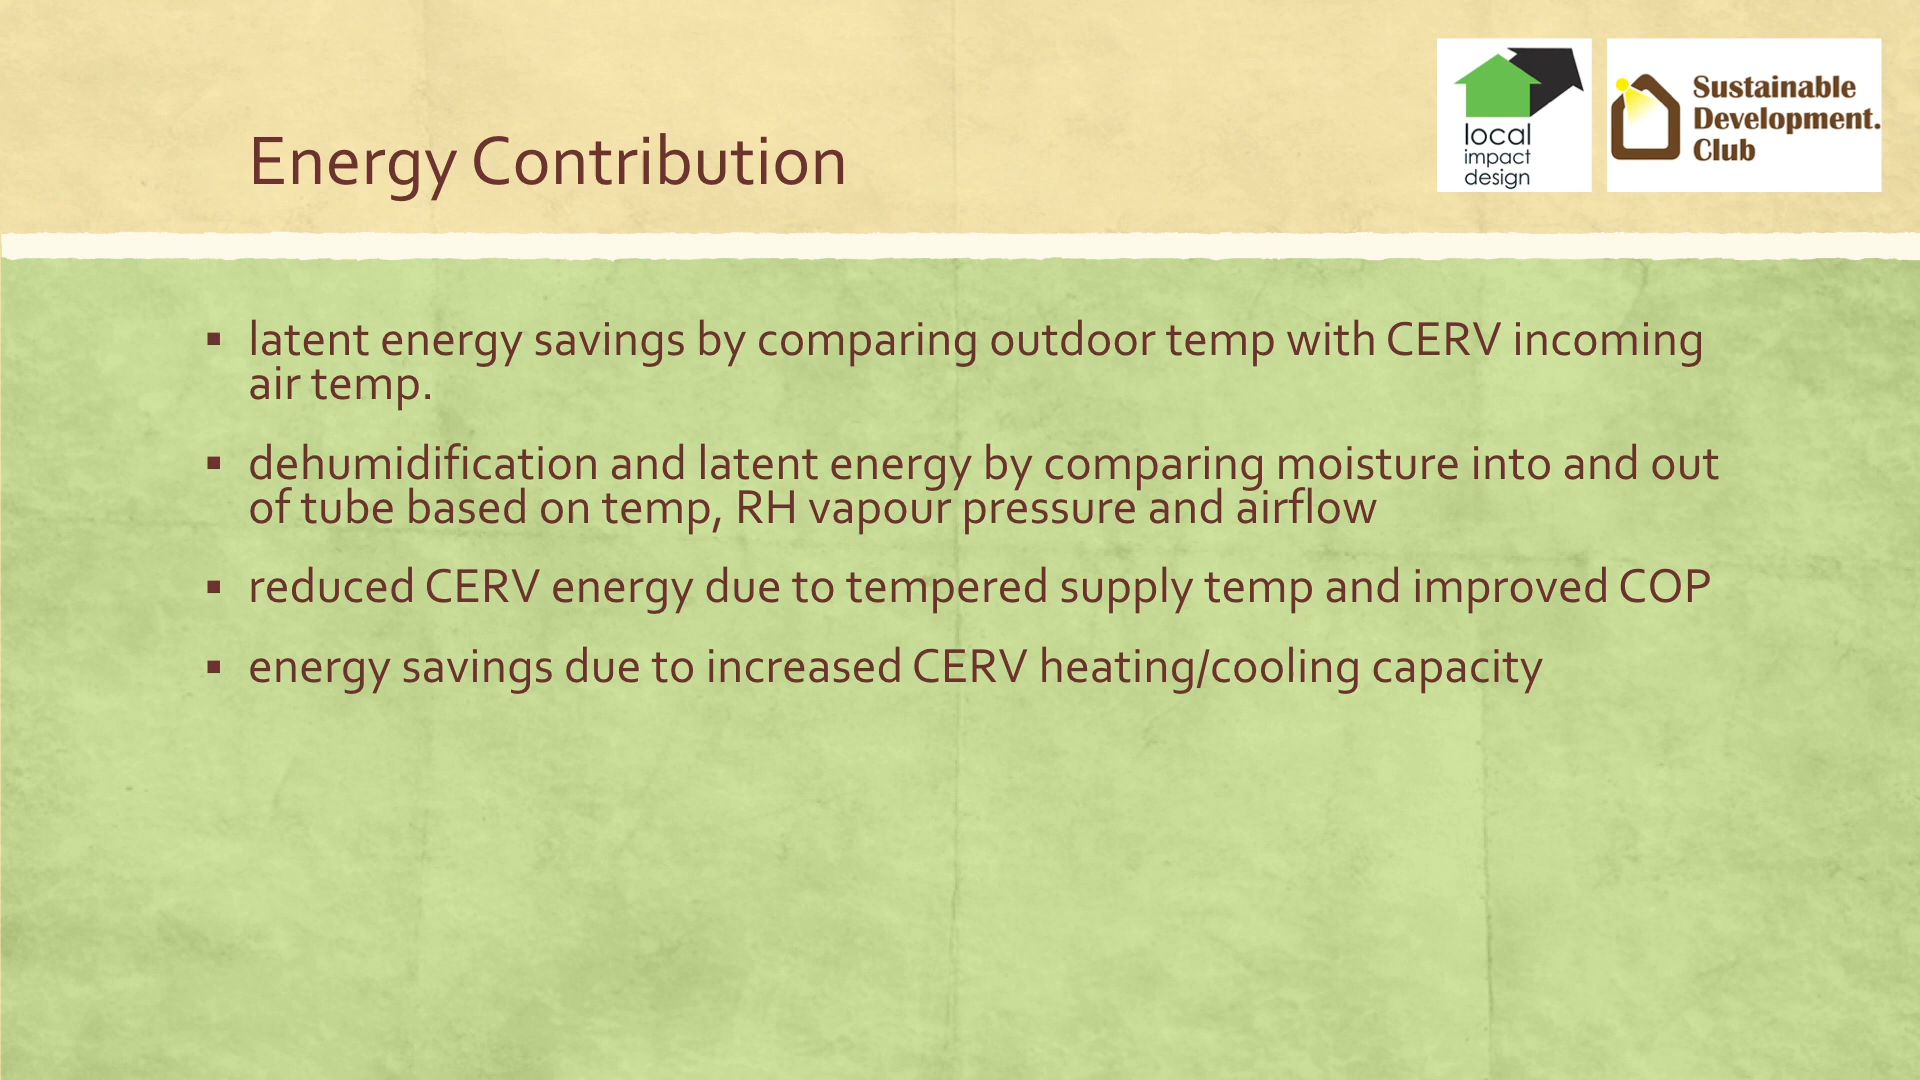 local
impact
design
Sustainable
Development.
Club
Energy Contribution
▪ latent energy savings by comparing outdoor temp with CERV incoming
air temp.
▪ dehumidification and latent energy by comparing moisture into and out
of tube based on temp, RH vapour pressure and airflow
▪ reduced CERV energy due to tempered supply temp and improved COP
▪ energy savings due to increased CERV heating/cooling capacity